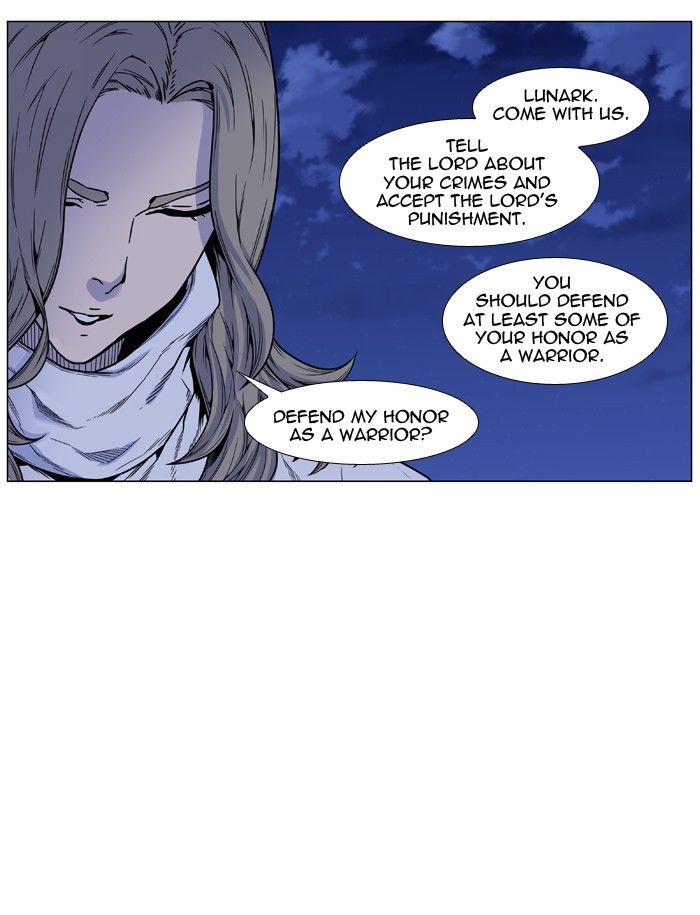 LUNARK.
COME WITH US.
TELL
THE LORD ABOUT
YOUR CRIMES AND
ACCEPT THE LORD'S
PUNISHMENT.
YOU
SHOULD DEFEND
AT LEAST SOME OF
YOUR HONOR AS
A WARRIOR.
DEFEND MY HONOR
AS A WARRIOR?